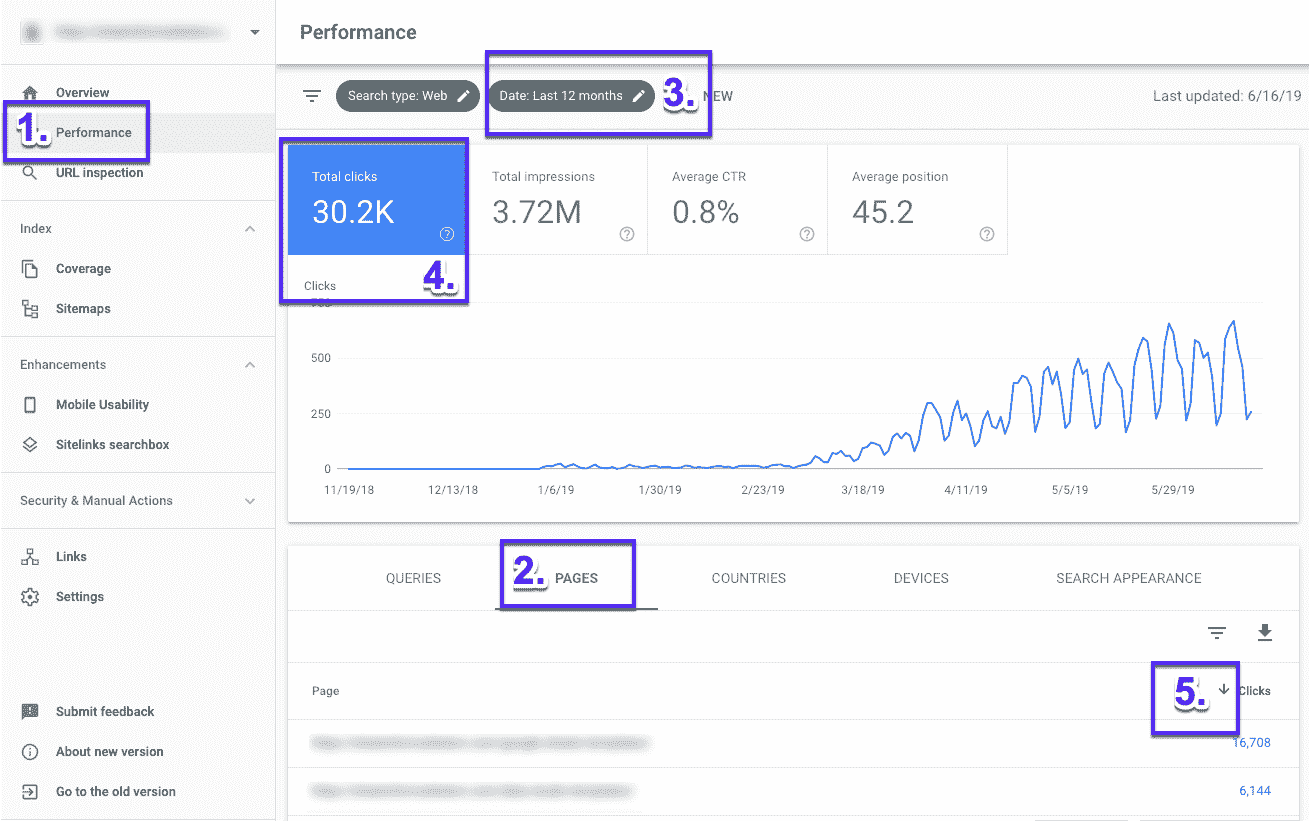 Performance
Overview
1. Performance
URL inspection
Index
Coverage
Sitemaps
Enhancements
Mobile Usability
Sitelinks searchbox
Security & Manual Actions
Links
Settings
Submit feedback
About new version
Go to the old version
Search type: Web
Date: Last 12 months
3.
NEW
Last updated: 6/16/19
Total clicks
30.2K
Total impressions
3.72M
Average CTR
0.8%
Average position
45.2
4.
Clicks
750
500
250
0
11/19/18
12/13/18
1/6/19
1/30/19
2/23/19
3/18/19
4/11/19
5/5/19
5/29/19
QUERIES
2. PAGES
COUNTRIES
DEVICES
SEARCH APPEARANCE
Page
5.
Clicks
16,708
6,144